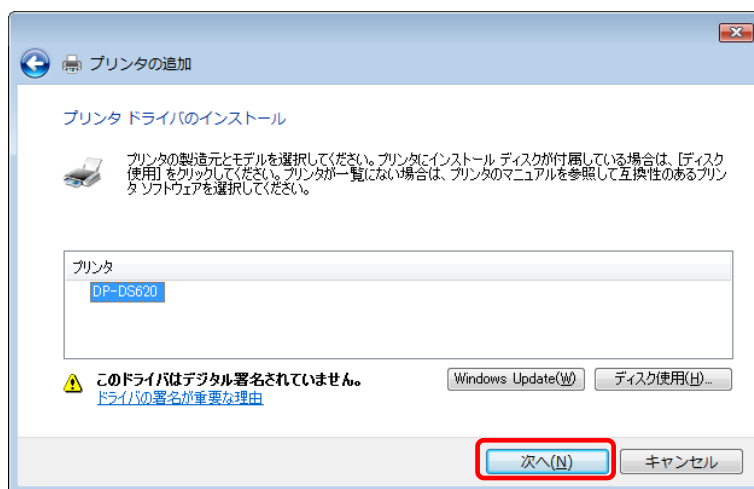 プリンタの追加
プリンタ ドライバのインストール
プリンタの製造元とモデルを選択してください。プリンタにインストール ディスクが付属している場合は、[ディスク
使用] をクリックしてください。プリンタが一覧にない場合は、プリンタのマニュアルを参照して互換性のあるプリン
タ ソフトウェアを選択してください。
プリンタ
DP-DS620
このドライバはデジタル署名されていません。
Windows Update(W)
ディスク使用(H)...
ドライバの署名が重要な理由
次へ(N)
キャンセル